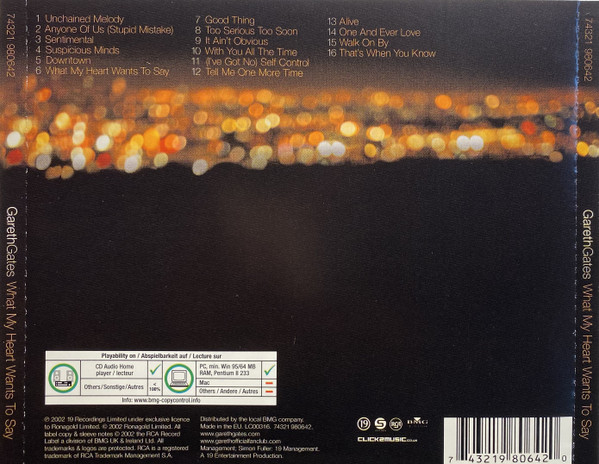 74321 980642
GarethGates What My Heart Wants To Say
1 Unchained Melody
2 Anyone Of Us (Stupid Mistake)
3 Sentimental
4 Suspicious Minds
5 Downtown
6 What My Heart Wants To Say
7 Good Thing
8 Too Serious Too Soon
9 It Ain't Obvious
10 With You All The Time
11 (I've Got No) Self Control
12 Tell Me One More Time
13 Alive
14 One And Ever Love
15 Walk On By
16 That's When You Know
74321 980642
GarethGates What My Heart Wants To Say
Playability on / Abspielbarkeit auf / Lecture sur
CD Audio Home
player / lecteur
Others/Sonstige/Autres
< 100%
PC, min. Win 95/64 MB
RAM, Pentium II 233
Mac
Others / Andere / Autres
Info: www.bmg-copycontrol.info
℗ 2002 19 Recordings Limited under exclusive licence
to Ronagold Limited. © 2002 Ronagold Limited. All
label copy & sleeve notes © 2002 the RCA Record
Label a division of BMG UK & Ireland Ltd. All
trademarks & logos are protected. RCA is a registered
trademark of RCA Trademark Management S.A.
Distributed by the local BMG company.
Made in the E.U. LC00316. 74321 980642.
www.garethgates.com
www.garethofficialfanclub.com
Management: Simon Fuller: 19 Management.
A 19 Entertainment Production.
19 S RCA BMG
CLICK2MUSIC.co.uk
7 43219 80642 0